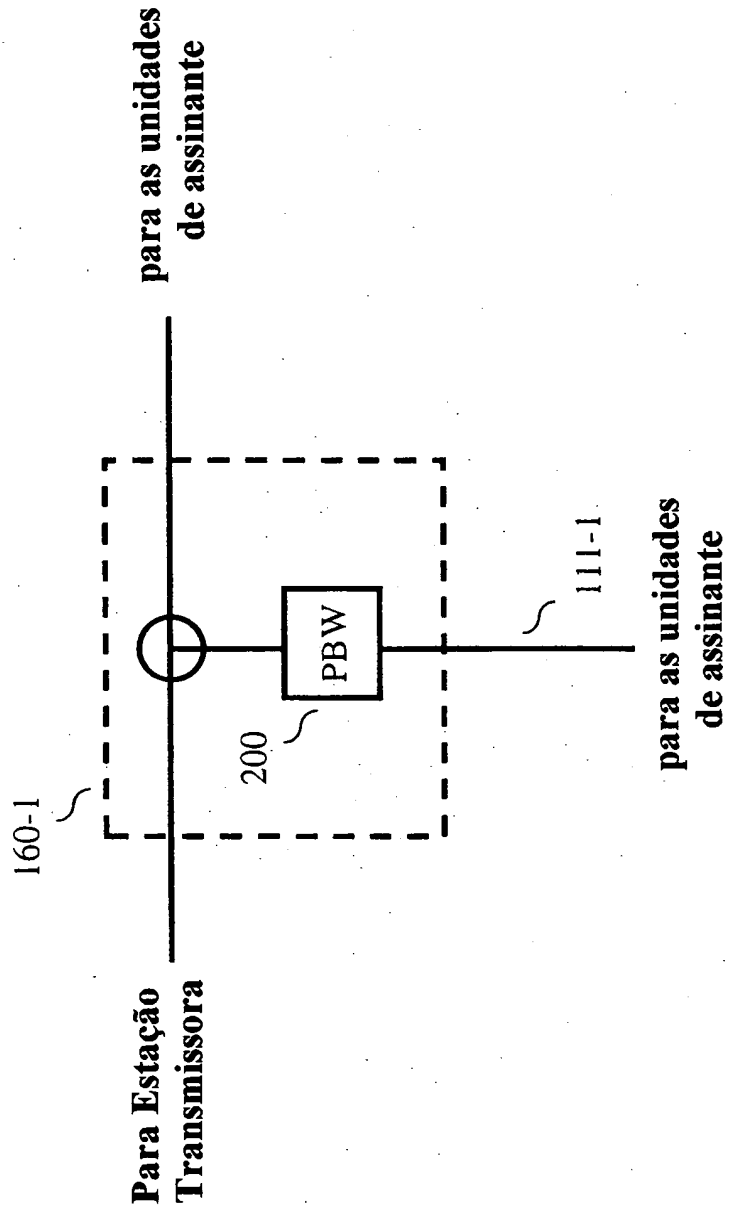 160-1
Para Estação
Transmissora
para as unidades
de assinante
200
PBW
111-1
para as unidades
de assinante